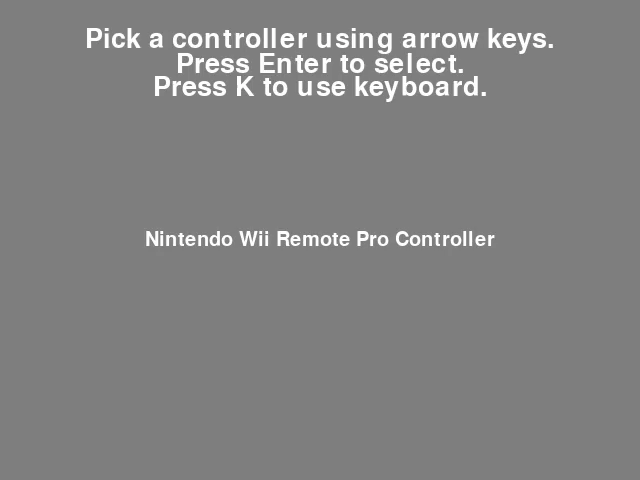 Pick a controller using arrow keys.
Press Enter to select.
Press K to use keyboard.
Nintendo Wii Remote Pro Controller